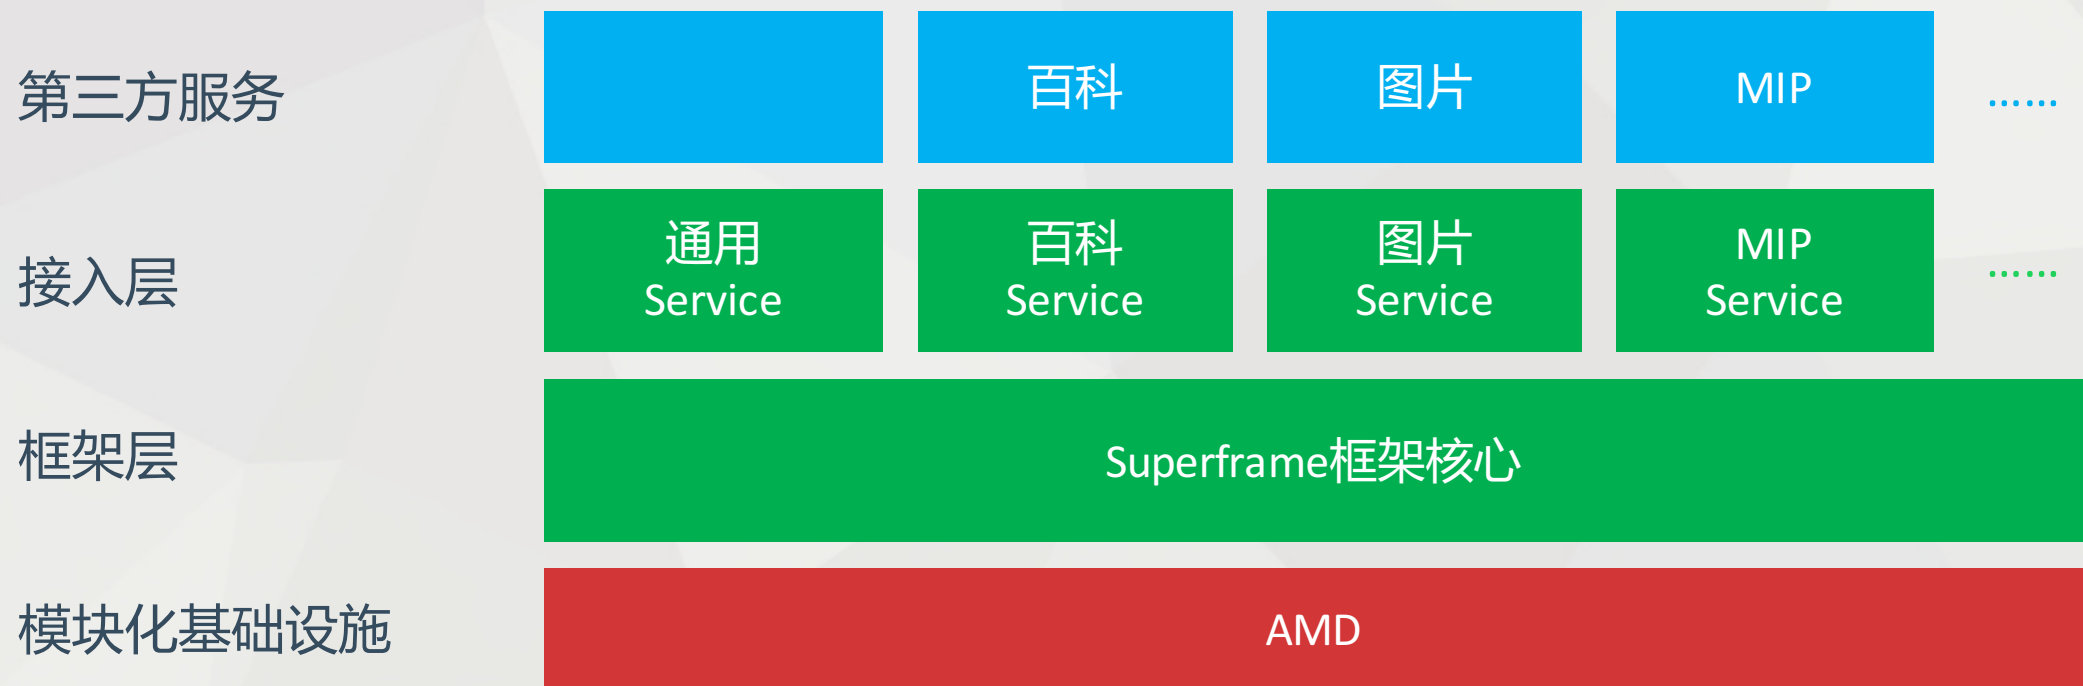 第三方服务
百科
图片
MIP
......
接入层
通用
Service
百科
Service
图片
Service
MIP
Service
......
框架层
Superframe框架核心
模块化基础设施
AMD